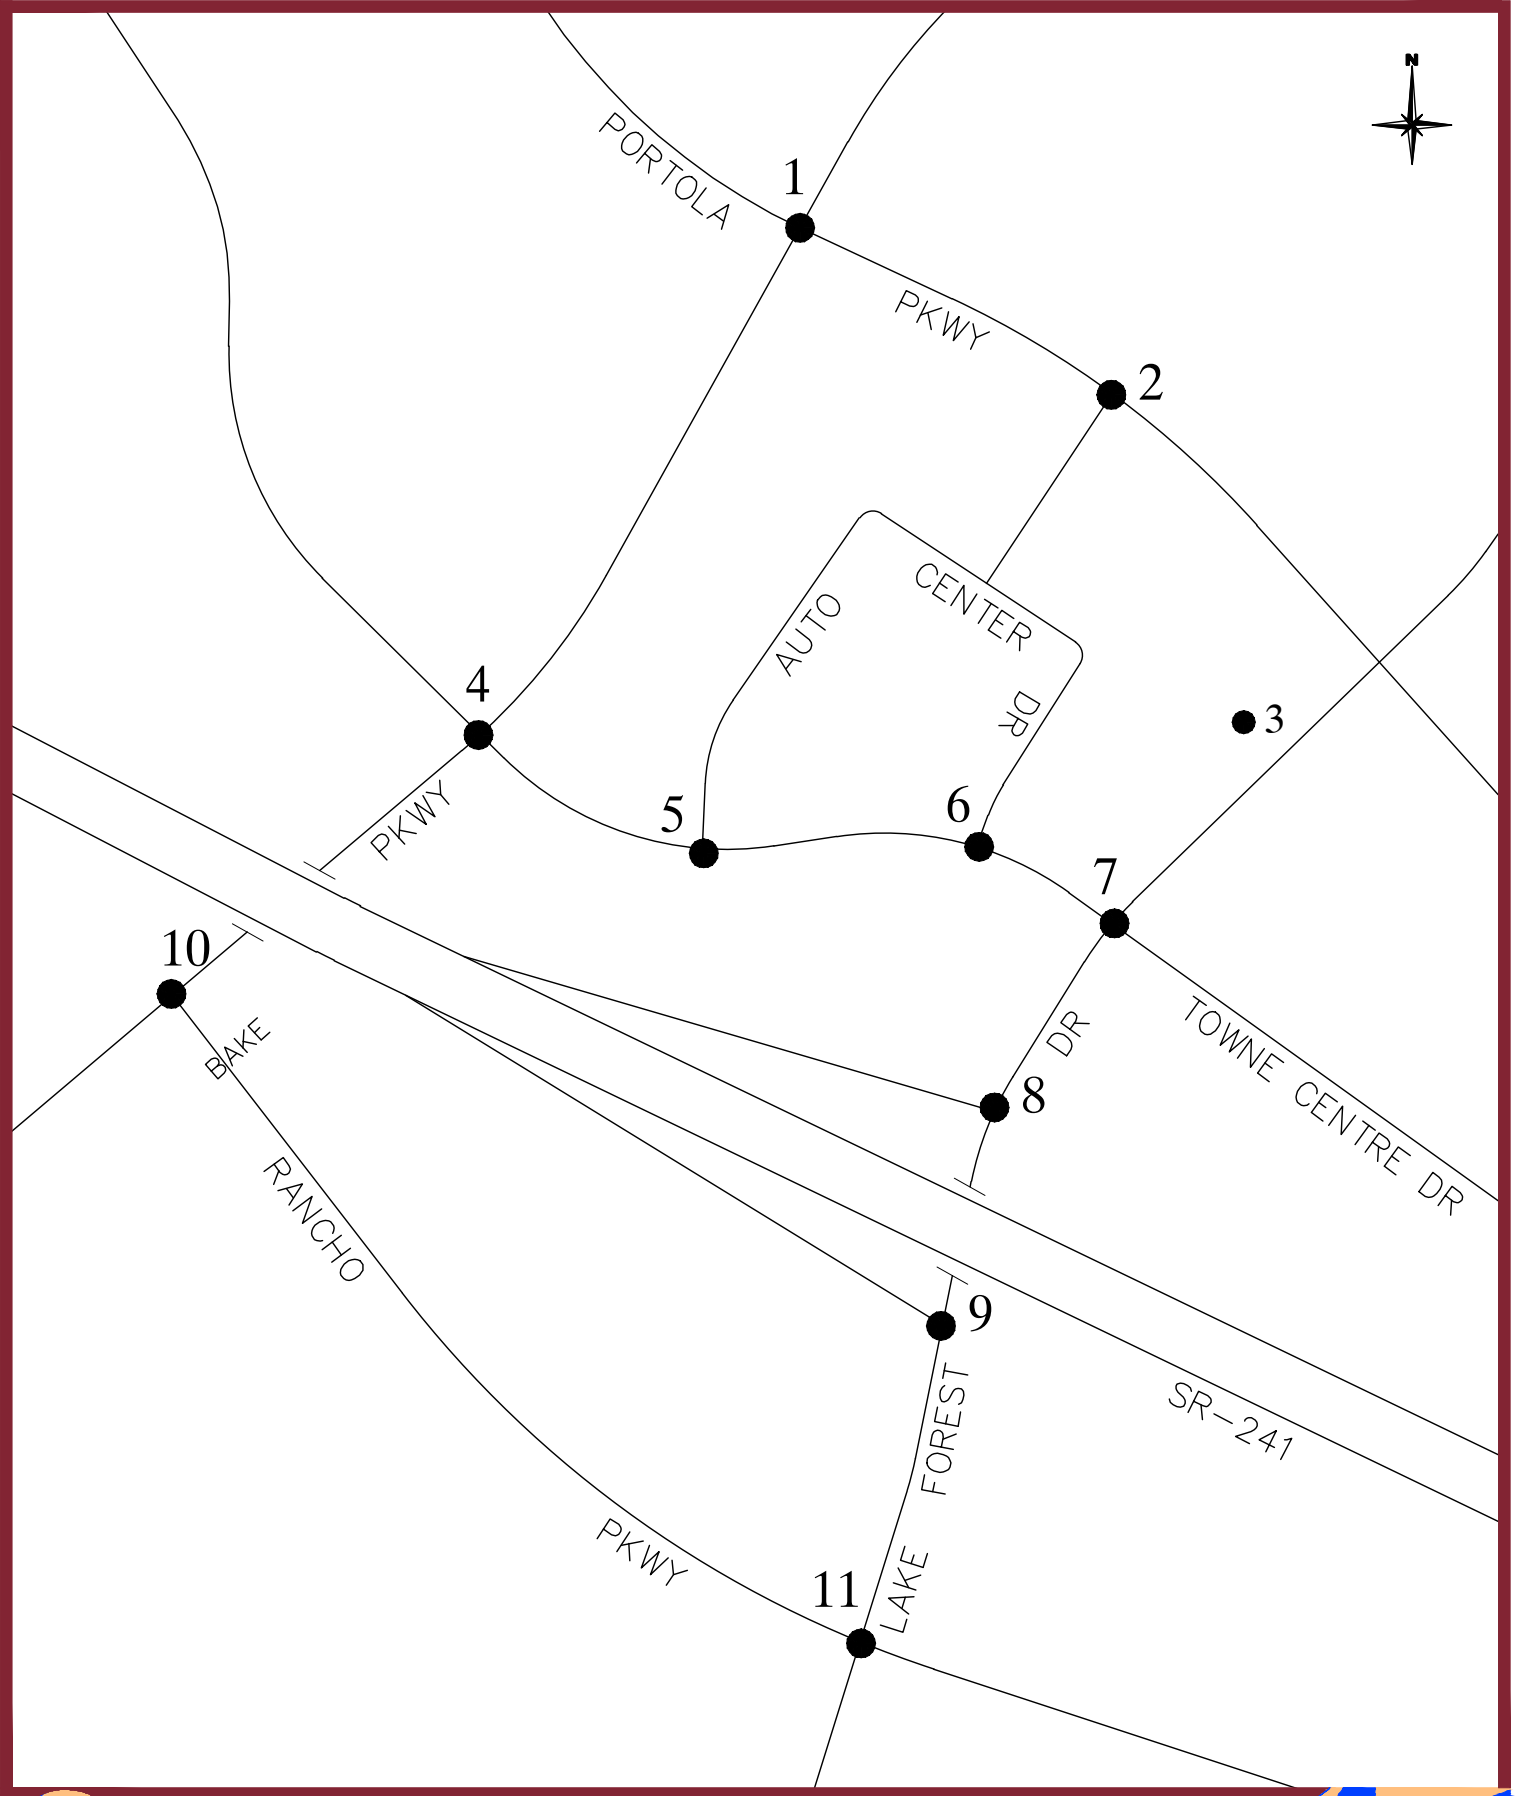 N
PORTOLA
1
PKWY
2
CENTER
AUTO
4
DR
3
PKWY
5
6
7
10
BAKE
DR
TOWNE CENTRE DR
8
RANCHO
9
FOREST
SR-241
PKWY
11
LAKE